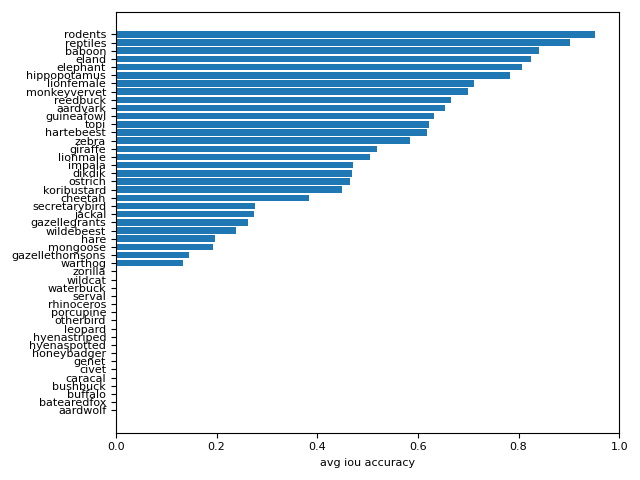 rodents
reptiles
baboon
eland
elephant
hippopotamus
lionfemale
monkeyvervet
reedbuck
aardvark
guineafowl
topi
hartebeest
zebra
giraffe
lionmale
impala
dikdik
ostrich
koribustard
cheetah
secretarybird
jackal
gazellegrants
wildebeest
hare
mongoose
gazellethomsons
warthog
zorilla
wildcat
waterbuck
serval
rhinoceros
porcupine
otherbird
leopard
hyenastriped
hyenaspotted
honeybadger
genet
civet
caracal
bushbuck
buffalo
batearedfox
aardwolf
0.0 0.2 0.4 0.6 0.8 1.0
avg iou accuracy